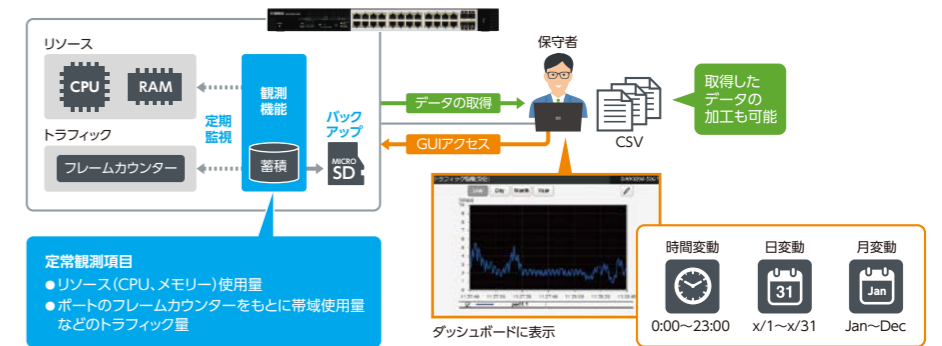 リソース
CPU
RAM
観測
機能
定期
監視
バック
アップ
トラフィック
フレームカウンター
蓄積
MICRO
SD
データの取得
GUIアクセス
保守者
CSV
取得した
データの
加工も可能
定常観測項目
●リソース(CPU、メモリー)使用量
●ポートのフレームカウンターをもとに帯域使用量
などのトラフィック量
Live
Day
Month
Year
ダッシュボードに表示
時間変動
日変動
月変動
31
Jan
0:00～23:00
x/1～x/31
Jan～Dec